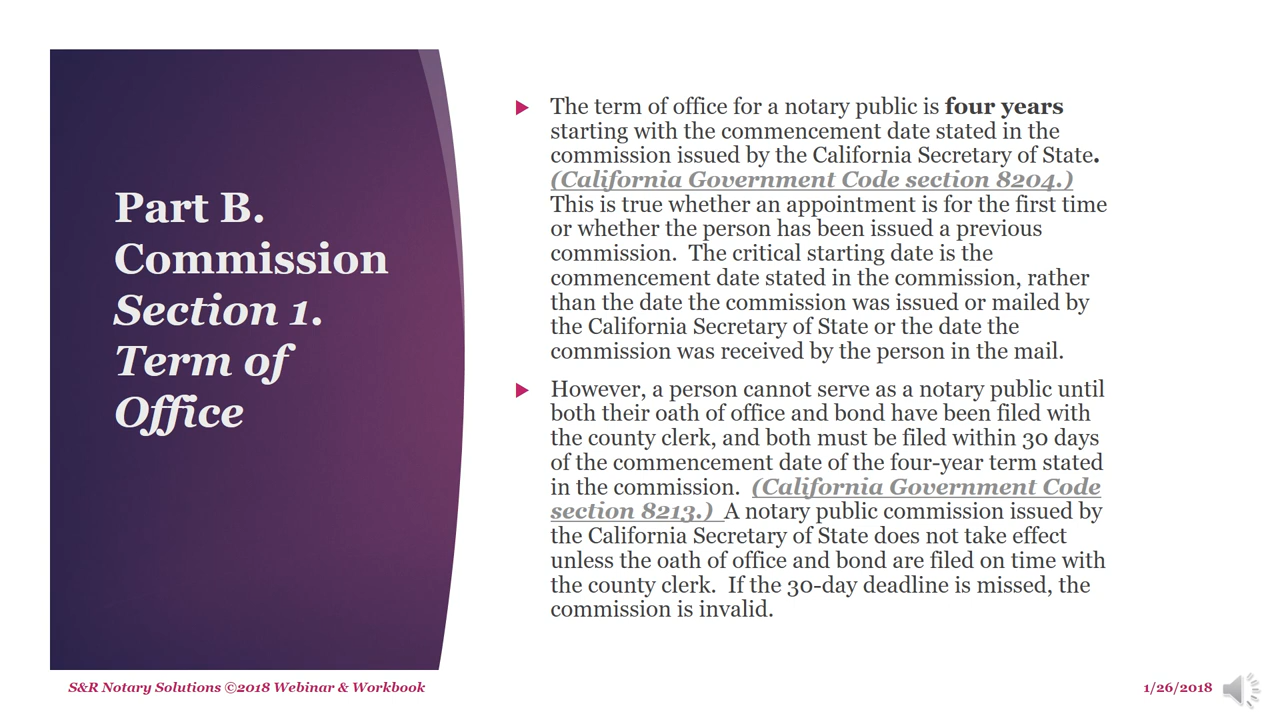 Part B.
Commission
Section 1.
Term of
Office
The term of office for a notary public is four years
starting with the commencement date stated in the
commission issued by the California Secretary of State.
(California Government Code section 8204.)
This is true whether an appointment is for the first time
or whether the person has been issued a previous
commission.  The critical starting date is the
commencement date stated in the commission, rather
than the date the commission was issued or mailed by
the California Secretary of State or the date the
commission was received by the person in the mail.
However, a person cannot serve as a notary public until
both their oath of office and bond have been filed with
the county clerk, and both must be filed within 30 days
of the commencement date of the four-year term stated
in the commission.  (California Government Code
section 8213.)  A notary public commission issued by
the California Secretary of State does not take effect
unless the oath of office and bond are filed on time with
the county clerk.  If the 30-day deadline is missed, the
commission is invalid.
S&R Notary Solutions ©2018 Webinar & Workbook
1/26/2018